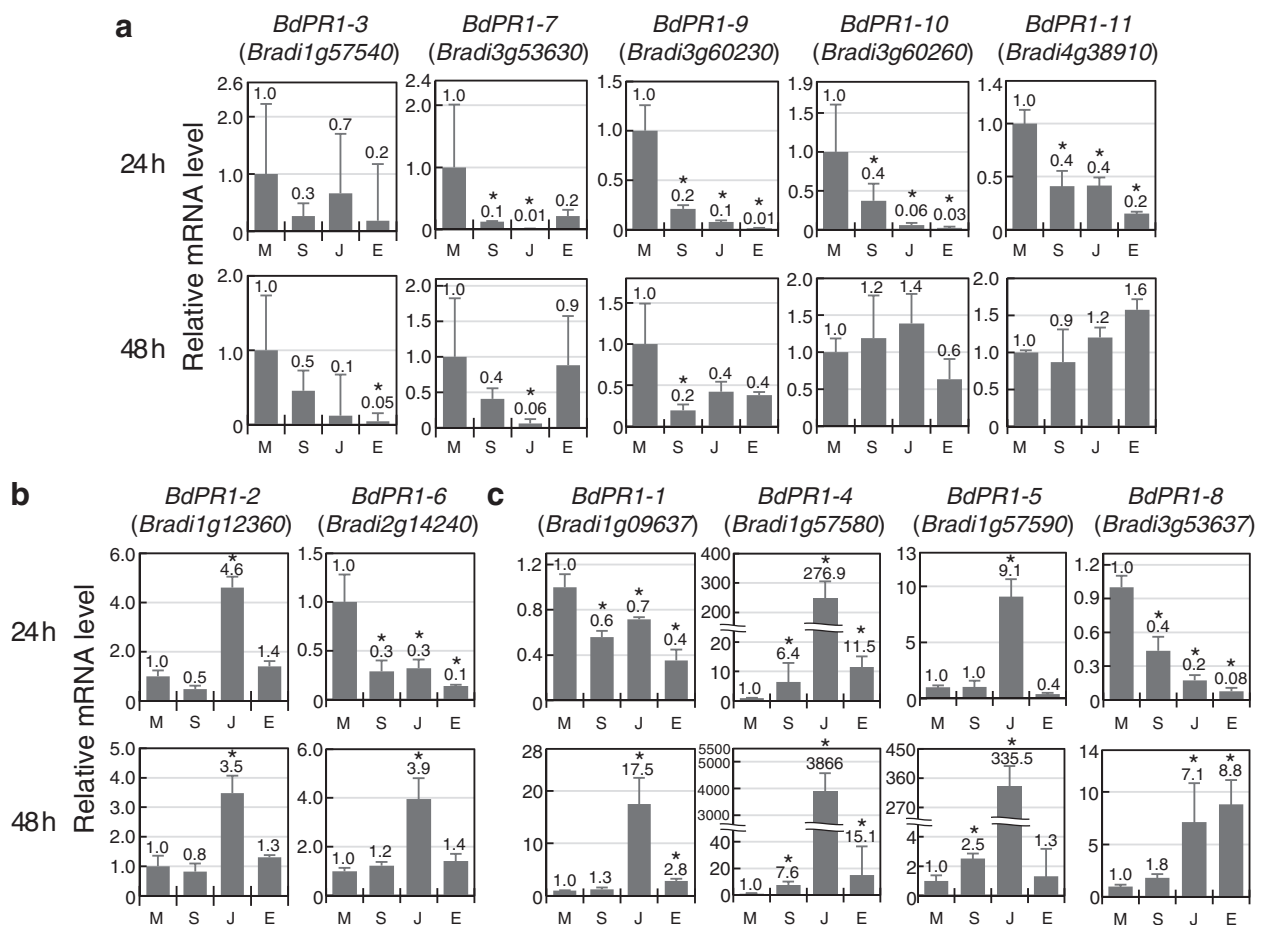 a
BdPR1-3 BdPR1-7 BdPR1-9 BdPR1-10 BdPR1-11
(Bradi1g57540) (Bradi3g53630) (Bradi3g60230) (Bradi3g60260) (Bradi4g38910)
24 h
Relative mRNA level
2.6 2.0 1.0 0
1.0 0.3 0.7 0.2
M S J E
2.4 2.0 1.0 0
1.0 * 0.1 * 0.01 0.2
M S J E
1.5 1.0 0.5 0
1.0 * 0.2 * 0.1 * 0.01
M S J E
1.9 1.5 1.0 0.5 0
1.0 * 0.4 * 0.06 * 0.03
M S J E
1.4 1.0 0.5 0
1.0 * 0.4 * 0.4 * 0.2
M S J E
48 h
2.0 1.0 0
1.0 0.5 0.1 * 0.05
M S J E
2.0 1.5 1.0 0.5 0
1.0 0.4 * 0.06 0.9
M S J E
1.5 1.0 0.5 0
1.0 * 0.2 0.4 0.4
M S J E
2.0 1.5 1.0 0.5 0
1.0 1.2 1.4 0.6
M S J E
2.0 1.5 1.0 0.5 0
1.0 0.9 1.2 1.6
M S J E
b
BdPR1-2 BdPR1-6
(Bradi1g12360) (Bradi2g14240)
24 h
Relative mRNA level
6.0 4.0 2.0 0
1.0 0.5 * 4.6 1.4
M S J E
1.5 1.0 0.5 0
1.0 * 0.3 * 0.3 * 0.1
M S J E
48 h
5.0 4.0 3.0 2.0 1.0 0
1.0 0.8 * 3.5 1.3
M S J E
6.0 4.0 2.0 0
1.0 1.2 * 3.9 1.4
M S J E
c
BdPR1-1 BdPR1-4 BdPR1-5 BdPR1-8
(Bradi1g09637) (Bradi1g57580) (Bradi1g57590) (Bradi3g53637)
1.2 0.8 0.4 0
1.0 * 0.6 * 0.7 * 0.4
M S J E
400 300 200 20 10 0
1.0 * 6.4 * 276.9 * 11.5
M S J E
13 10 5 0
1.0 1.0 * 9.1 0.4
M S J E
1.2 0.9 0.6 0.3 0
1.0 * 0.4 * 0.2 * 0.08
M S J E
28 20 10 0
1.0 1.3 * 17.5 * 2.8
M S J E
5500 5000 4000 3000 40 20 0
1.0 * 7.6 * 3866 * 15.1
M S J E
450 360 270 4 2 0
1.0 * 2.5 * 335.5 1.3
M S J E
14 10 5 0
1.0 1.8 * 7.1 * 8.8
M S J E